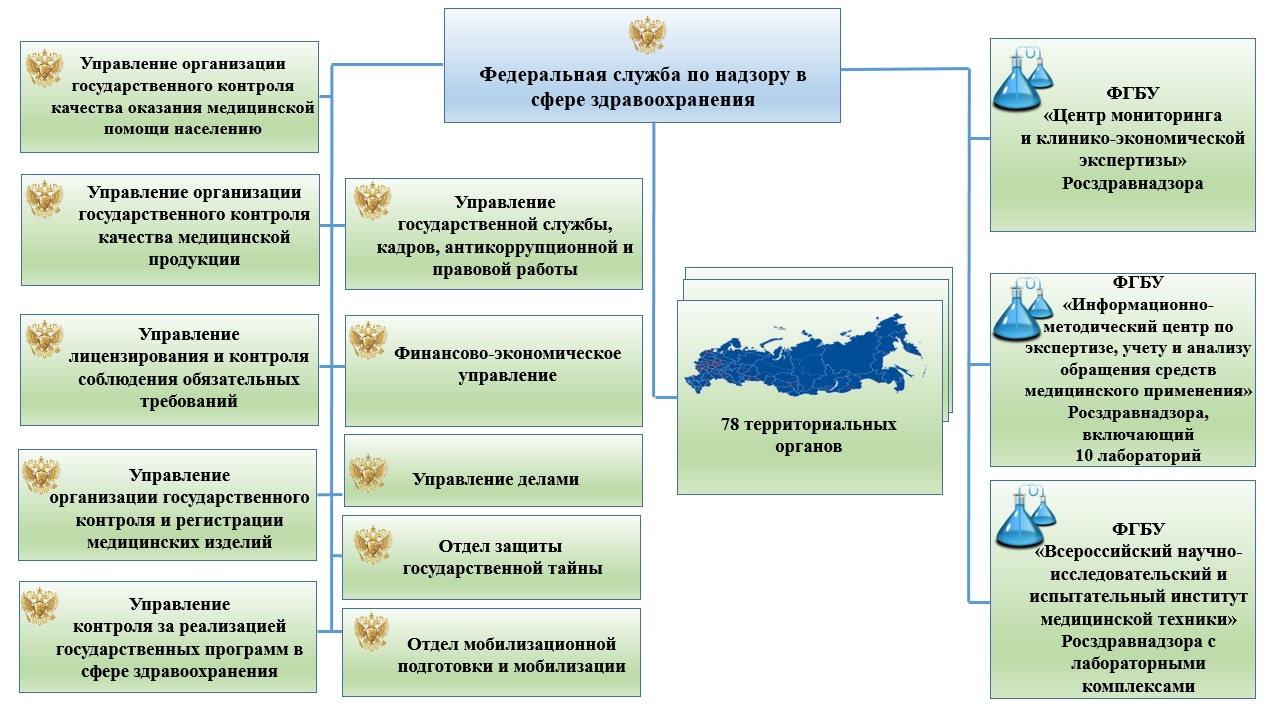 Федеральная служба по надзору в
сфере здравоохранения
Управление организации
государственного контроля
качества оказания медицинской
помощи населению
Управление организации
государственного контроля
качества медицинской
продукции
Управление
лицензирования и контроля
соблюдения обязательных
требований
Управление
организации государственного
контроля и регистрации
медицинских изделий
Управление
контроля за реализацией
государственных программ в
сфере здравоохранения
Управление
государственной службы,
кадров, антикоррупционной и
правовой работы
Финансово-экономическое
управление
Управление делами
Отдел защиты
государственной тайны
Отдел мобилизационной
подготовки и мобилизации
78 территориальных
органов
ФГБУ
«Центр мониторинга
и клинико-экономической
экспертизы»
Росздравнадзора
ФГБУ
«Информационно-
методический центр по
экспертизе, учету и анализу
обращения средств
медицинского применения»
Росздравнадзора,
включающий
10 лабораторий
ФГБУ
«Всероссийский научно-
исследовательский и
испытательный институт
медицинской техники»
Росздравнадзора с
лабораторными
комплексами